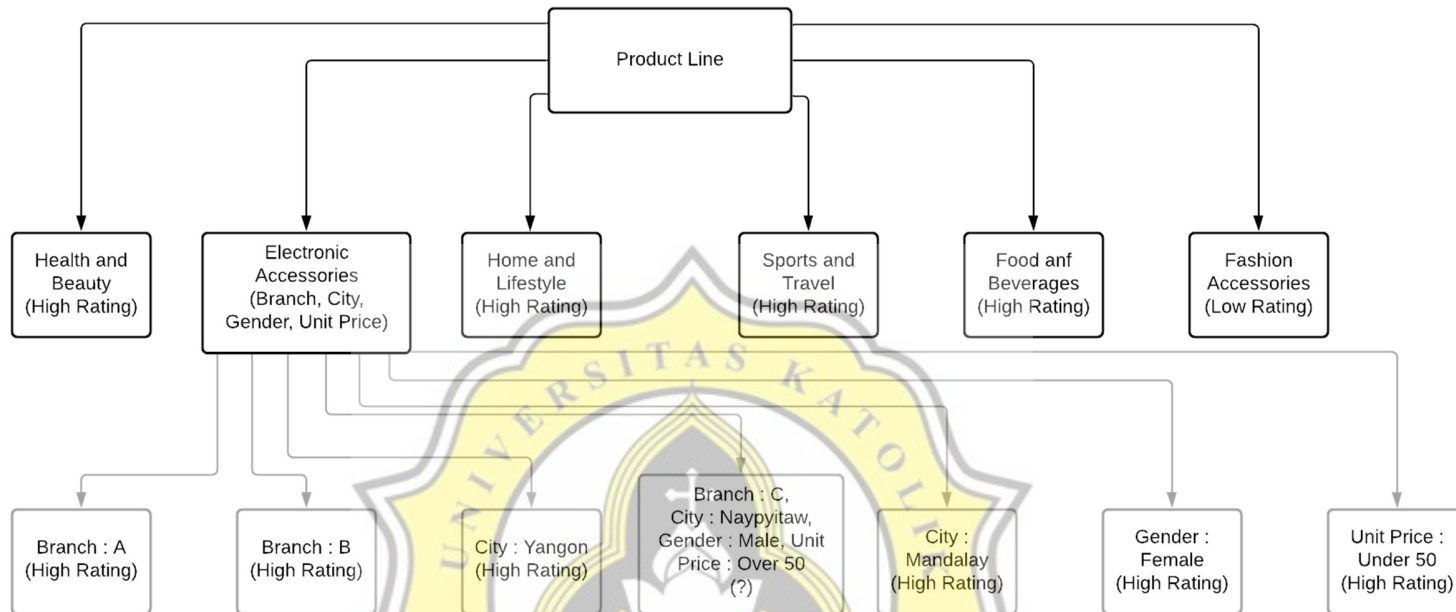 Product Line
Health and
Beauty
(High Rating)
Electronic
Accessories
(Branch, City,
Gender, Unit Price)
Home and
Lifestyle
(High Rating)
Sports and
Travel
(High Rating)
Food anf
Beverages
(High Rating)
Fashion
Accessories
(Low Rating)
UNIVERSITAS KATOLIK
Branch : A
(High Rating)
Branch : B
(High Rating)
City : Yangon
(High Rating)
Branch : C,
City : Naypyitaw,
Gender : Male, Unit
Price : Over 50
(?)
City :
Mandalay
(High Rating)
Gender :
Female
(High Rating)
Unit Price :
Under 50
(High Rating)